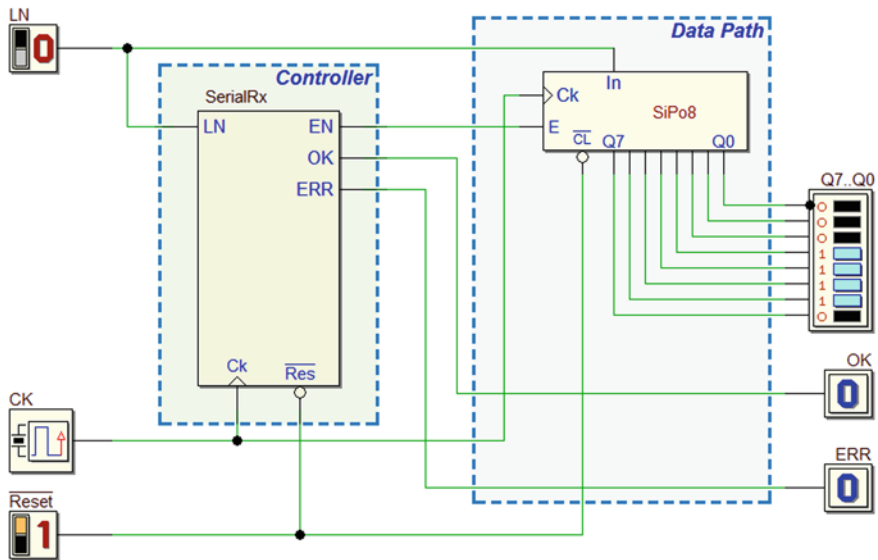 LN
0
Data Path
Controller
SerialRx
LN
EN
OK
ERR
Ck
Res
In
Ck
SiPo8
E
CL
Q7
Q0
Q7..Q0
0
0
0
1
1
1
1
0
CK
OK
0
ERR
0
Reset
1